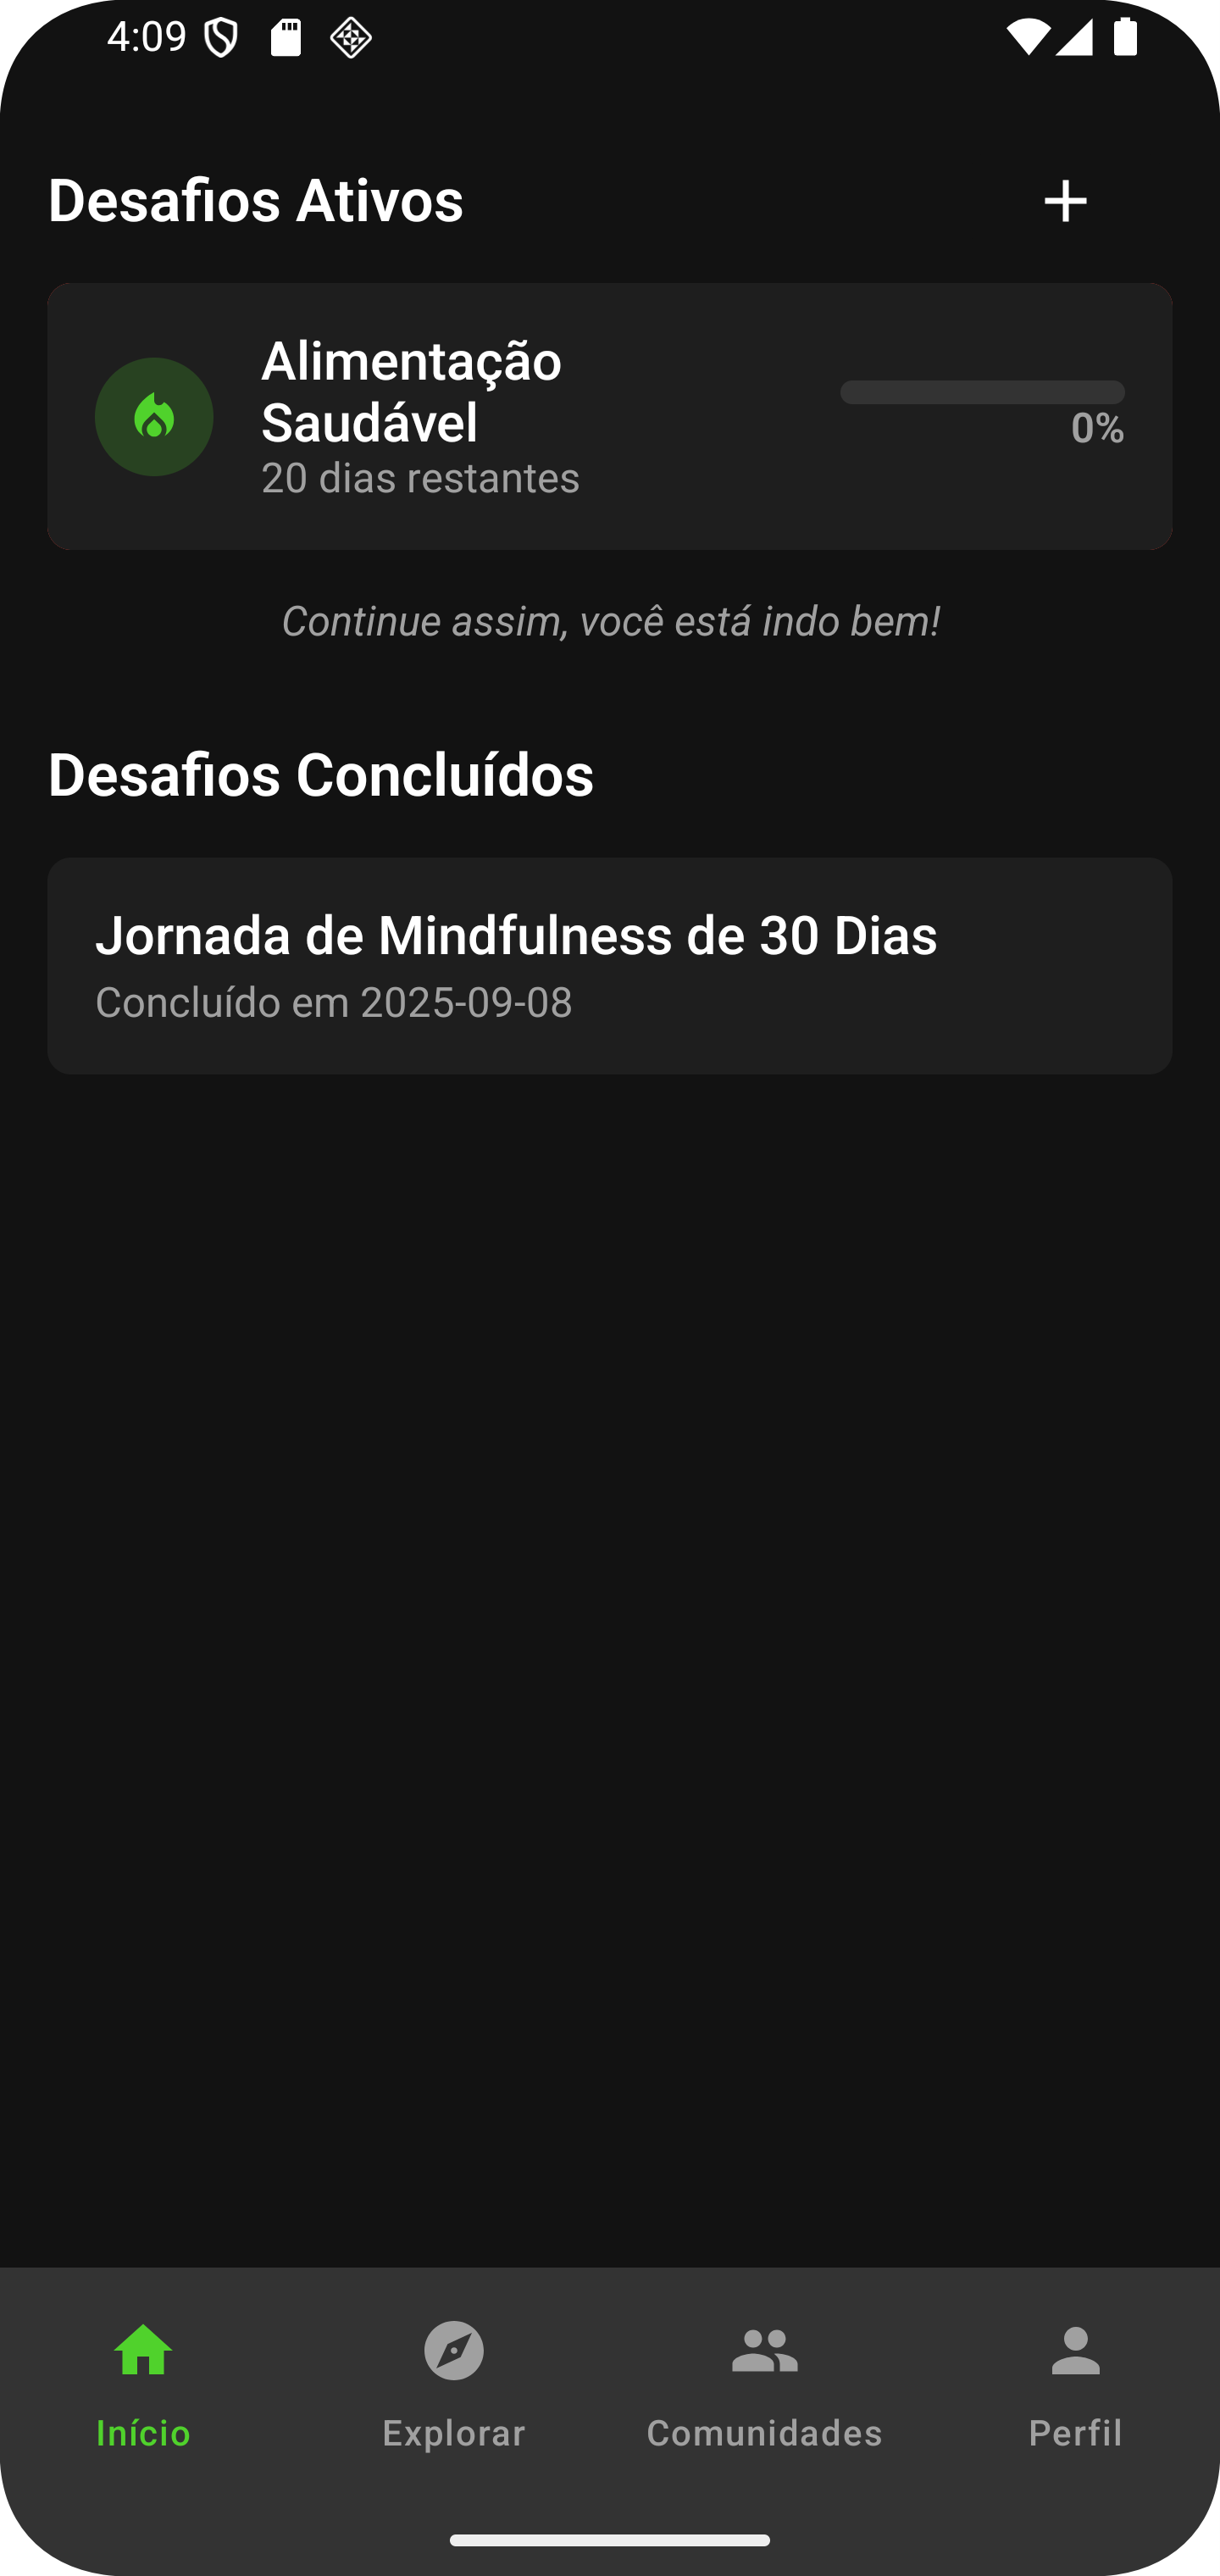 4:09
Desafios Ativos
Alimentação
Saudável
20 dias restantes
0%
Continue assim, você está indo bem!
Desafios Concluídos
Jornada de Mindfulness de 30 Dias
Concluído em 2025-09-08
Início
Explorar
Comunidades
Perfil